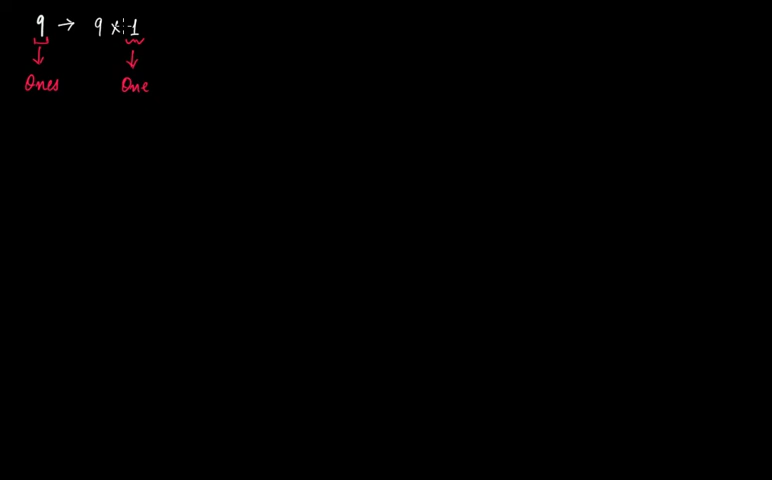 9 → 9 × 1
Ones One